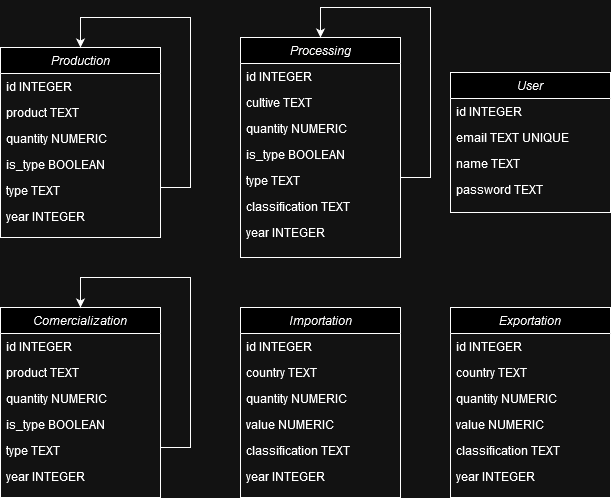 Production
id INTEGER
product TEXT
quantity NUMERIC
is_type BOOLEAN
type TEXT
year INTEGER
Processing
id INTEGER
cultive TEXT
quantity NUMERIC
is_type BOOLEAN
type TEXT
classification TEXT
year INTEGER
User
id INTEGER
email TEXT UNIQUE
name TEXT
password TEXT
Comercialization
id INTEGER
product TEXT
quantity NUMERIC
is_type BOOLEAN
type TEXT
year INTEGER
Importation
id INTEGER
country TEXT
quantity NUMERIC
value NUMERIC
classification TEXT
year INTEGER
Exportation
id INTEGER
country TEXT
quantity NUMERIC
value NUMERIC
classification TEXT
year INTEGER